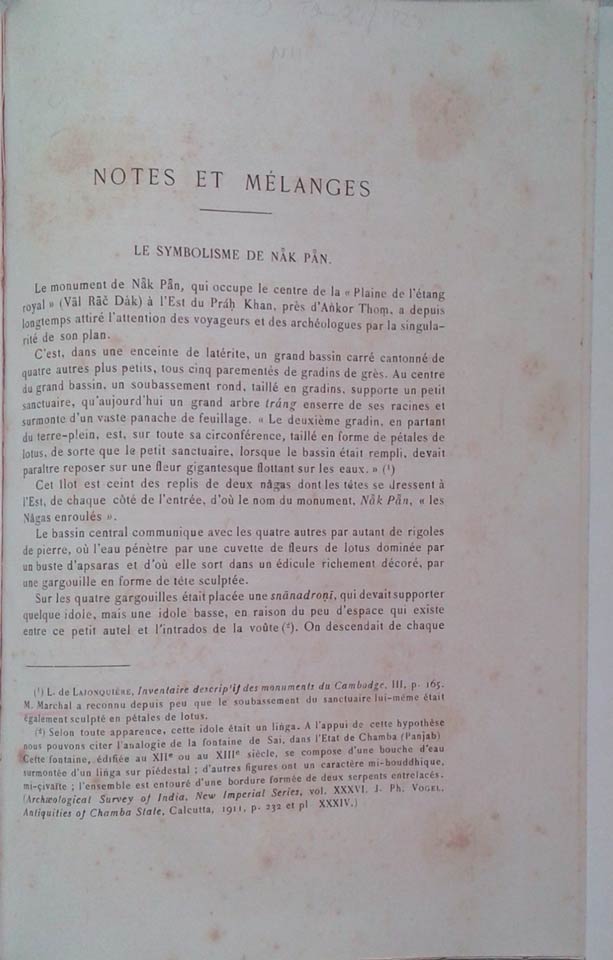 NOTES ET MÉLANGES
LE SYMBOLISME DE NÃK PÃN.
Le monument de Nãk Pãn, qui occupe le centre de la « Plaine de l'étang
royal » (Vãl Rãč Dàk) à l'Est du Práḥ Khan, près d'Aṅkor Thom, a depuis
longtemps attiré l'attention des voyageurs et des archéologues par la singula-
rité de son plan.
C'est, dans une enceinte de latérite, un grand bassin carré cantonné de
quatre autres plus petits, tous cinq parementés de gradins de grès. Au centre
du grand bassin, un soubassement rond, taillé en gradins, supporte un petit
sanctuaire, qu'aujourd'hui un grand arbre tráng enserre de ses racines et
surmonte d'un vaste panache de feuillage. « Le deuxième gradin, en partant
du terre-plein, est, sur toute sa circonférence, taillé en forme de pétales de
lotus, de sorte que le petit sanctuaire, lorsque le bassin était rempli, devait
paraître reposer sur une fleur gigantesque flottant sur les eaux. » (¹)
Cet îlot est ceint des replis de deux nâgas dont les têtes se dressent à
l'Est, de chaque côté de l'entrée, d'où le nom du monument, Nãk Pãn, « les
Nâgas enroulés ».
Le bassin central communique avec les quatre autres par autant de rigoles
de pierre, où l'eau pénètre par une cuvette de fleurs de lotus dominée par
un buste d'apsaras et d'où elle sort dans un édicule richement décoré, par
une gargouille en forme de tête sculptée.
Sur les quatre gargouilles était placée une snānadroṇi, qui devait supporter
quelque idole, mais une idole basse, en raison du peu d'espace qui existe
entre ce petit autel et l'intrados de la voûte (²). On descendait de chaque
(¹) L. de LAJONQUIÈRE, Inventaire descrip'if des monuments du Cambodge, III, p. 165.
M. Marchal a reconnu depuis peu que le soubassement du sanctuaire lui-même était
également sculpté en pétales de lotus.
(²) Selon toute apparence, cette idole était un liṅga. A l'appui de cette hypothèse
nous pouvons citer l'analogie de la fontaine de Sai, dans l'Etat de Chamba (Panjab)
Cette fontaine, édifiée au XIIᵉ ou au XIIIᵉ siècle, se compose d'une bouche d'eau
surmontée d'un liṅga sur piédestal ; d'autres figures ont un caractère mi-bouddhique,
mi-çivaïte ; l'ensemble est entouré d'une bordure formée de deux serpents entrelacés.
(Archæological Survey of India, New Imperial Series, vol. XXXVI, J. Ph. VOGEL,
Antiquities of Chamba State, Calcutta, 1911, p. 232 et pl XXXIV.)